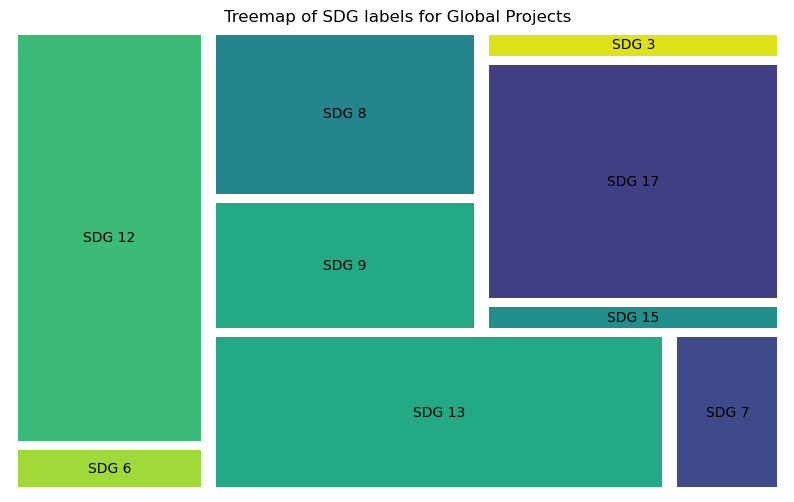 Treemap of SDG labels for Global Projects
SDG 3
SDG 8
SDG 17
SDG 12
SDG 9
SDG 15
SDG 13
SDG 7
SDG 6